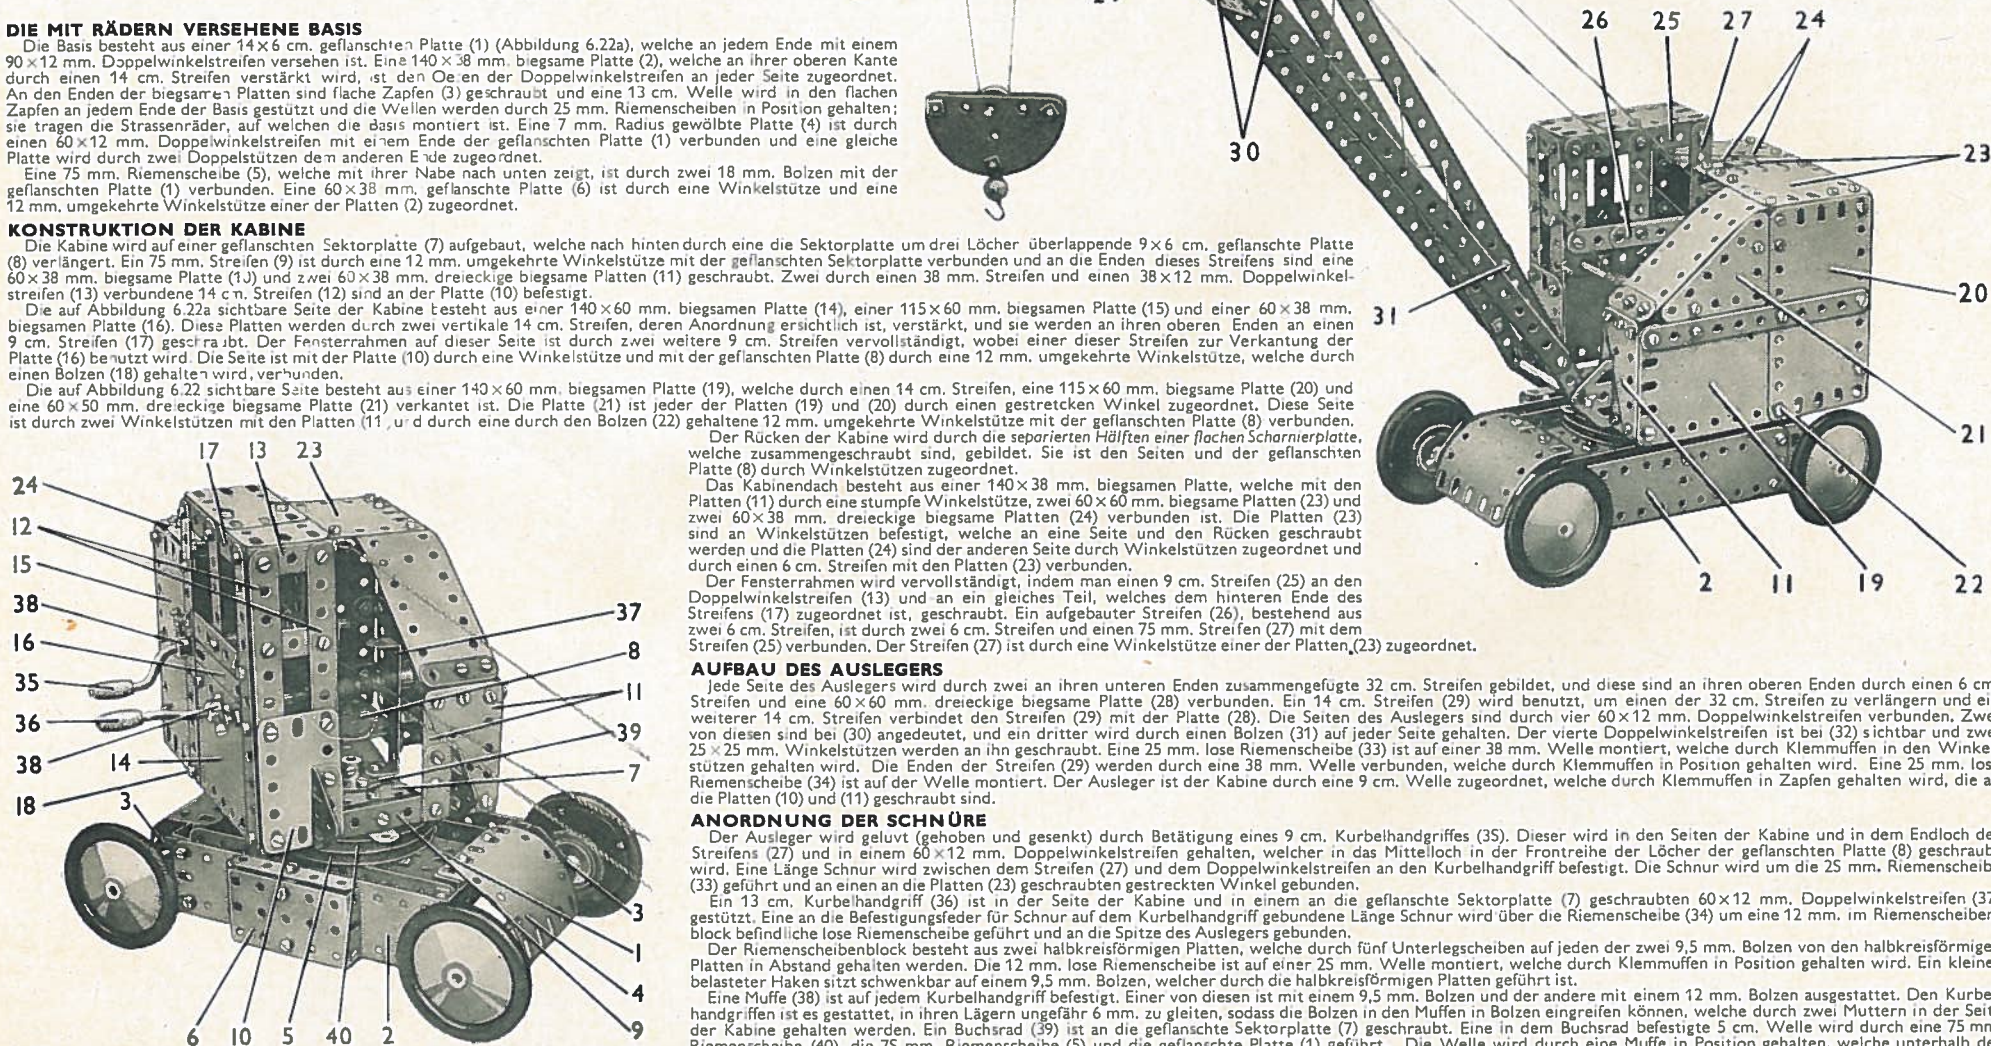 DIE MIT RÄDERN VERSEHENE BASIS
Die Basis besteht aus einer 14×6 cm. geflanschten Platte (1) (Abbildung 6.22a), welche an jedem Ende mit einem
90×12 mm. Doppelwinkelstreifen versehen ist. Eine 140×38 mm. biegsame Platte (2), welche an ihrer oberen Kante
durch einen 14 cm. Streifen verstärkt wird, ist den Oesen der Doppelwinkelstreifen an jeder Seite zugeordnet.
An den Enden der biegsamen Platten sind flache Zapfen (3) geschraubt und eine 13 cm. Welle wird in den flachen
Zapfen an jedem Ende der Basis gestützt und die Wellen werden durch 25 mm. Riemenscheiben in Position gehalten;
sie tragen die Strassenräder, auf welchen die Basis montiert ist. Eine 7 mm. Radius gewölbte Platte (4) ist durch
einen 60×12 mm. Doppelwinkelstreifen mit einem Ende der geflanschten Platte (1) verbunden und eine gleiche
Platte wird durch zwei Doppelstützen dem anderen Ende zugeordnet.
Eine 75 mm. Riemenscheibe (5), welche mit ihrer Nabe nach unten zeigt, ist durch zwei 18 mm. Bolzen mit der
geflanschten Platte (1) verbunden. Eine 60×38 mm. geflanschte Platte (6) ist durch eine Winkelstütze und eine
12 mm. umgekehrte Winkelstütze einer der Platten (2) zugeordnet.
KONSTRUKTION DER KABINE
Die Kabine wird auf einer geflanschten Sektorplatte (7) aufgebaut, welche nach hinten durch eine die Sektorplatte um drei Löcher überlappende 9×6 cm. geflanschte Platte
(8) verlängert. Ein 75 mm. Streifen (9) ist durch eine 12 mm. umgekehrte Winkelstütze mit der geflanschten Sektorplatte verbunden und an die Enden dieses Streifens sind eine
60×38 mm. biegsame Platte (10) und zwei 60×38 mm. dreieckige biegsame Platten (11) geschraubt. Zwei durch einen 38 mm. Streifen und einen 38×12 mm. Doppelwinkel-
streifen (13) verbundene 14 cm. Streifen (12) sind an der Platte (10) befestigt.
Die auf Abbildung 6.22a sichtbare Seite der Kabine besteht aus einer 140×60 mm. biegsamen Platte (14), einer 115×60 mm. biegsamen Platte (15) und einer 60×38 mm.
biegsamen Platte (16). Diese Platten werden durch zwei vertikale 14 cm. Streifen, deren Anordnung ersichtlich ist, verstärkt, und sie werden an ihren oberen Enden an einen
9 cm. Streifen (17) geschraubt. Der Fensterrahmen auf dieser Seite ist durch zwei weitere 9 cm. Streifen vervollständigt, wobei einer dieser Streifen zur Verkantung der
Platte (16) benutzt wird. Die Seite ist mit der Platte (10) durch eine Winkelstütze und mit der geflanschten Platte (8) durch eine 12 mm. umgekehrte Winkelstütze, welche durch
einen Bolzen (18) gehalten wird, verbunden.
Die auf Abbildung 6.22 sichtbare Seite besteht aus einer 140×60 mm. biegsamen Platte (19), welche durch einen 14 cm. Streifen, eine 115×60 mm. biegsame Platte (20) und
eine 60×50 mm. dreieckige biegsame Platte (21) verkantet ist. Die Platte (21) ist jeder der Platten (19) und (20) durch einen gestretcken Winkel zugeordnet. Diese Seite
ist durch zwei Winkelstützen mit den Platten (11, und durch eine durch den Bolzen (22) gehaltene 12 mm. umgekehrte Winkelstütze mit der geflanschten Platte (8) verbunden.
Der Rücken der Kabine wird durch die separierten Hälften einer flachen Scharnierplatte,
welche zusammengeschraubt sind, gebildet. Sie ist den Seiten und der geflanschten
Platte (8) durch Winkelstützen zugeordnet.
Das Kabinendach besteht aus einer 140×38 mm. biegsamen Platte, welche mit den
Platten (11) durch eine stumpfe Winkelstütze, zwei 60×60 mm. biegsame Platten (23) und
zwei 60×38 mm. dreieckige biegsame Platten (24) verbunden ist. Die Platten (23)
sind an Winkelstützen befestigt, welche an eine Seite und den Rücken geschraubt
werden und die Platten (24) sind der anderen Seite durch Winkelstützen zugeordnet und
durch einen 6 cm. Streifen mit den Platten (23) verbunden.
Der Fensterrahmen wird vervollständigt, indem man einen 9 cm. Streifen (25) an den
Doppelwinkelstreifen (13) und an ein gleiches Teil, welches dem hinteren Ende des
Streifens (17) zugeordnet ist, geschraubt. Ein aufgebauter Streifen (26), bestehend aus
zwei 6 cm. Streifen, ist durch zwei 6 cm. Streifen und einen 75 mm. Streifen (27) mit dem
Streifen (25) verbunden. Der Streifen (27) ist durch eine Winkelstütze einer der Platten (23) zugeordnet.
AUFBAU DES AUSLEGERS
Jede Seite des Auslegers wird durch zwei an ihren unteren Enden zusammengefügte 32 cm. Streifen gebildet, und diese sind an ihren oberen Enden durch einen 6 cm
Streifen und eine 60×60 mm. dreieckige biegsame Platte (28) verbunden. Ein 14 cm. Streifen (29) wird benutzt, um einen der 32 cm. Streifen zu verlängern und ei
weiterer 14 cm. Streifen verbindet den Streifen (29) mit der Platte (28). Die Seiten des Auslegers sind durch vier 60×12 mm. Doppelwinkelstreifen verbunden. Zwe
von diesen sind bei (30) angedeutet, und ein dritter wird durch einen Bolzen (31) auf jeder Seite gehalten. Der vierte Doppelwinkelstreifen ist bei (32) sichtbar und zwe
25×25 mm. Winkelstützen werden an ihn geschraubt. Eine 25 mm. lose Riemenscheibe (33) ist auf einer 38 mm. Welle montiert, welche durch Klemmuffen in den Winke
stützen gehalten wird. Die Enden der Streifen (29) werden durch eine 38 mm. Welle verbunden, welche durch Klemmuffen in Position gehalten wird. Eine 25 mm. los
Riemenscheibe (34) ist auf der Welle montiert. Der Ausleger ist der Kabine durch eine 9 cm. Welle zugeordnet, welche durch Klemmuffen in Zapfen gehalten wird, die a
die Platten (10) und (11) geschraubt sind.
ANORDNUNG DER SCHNÜRE
Der Ausleger wird geluvt (gehoben und gesenkt) durch Betätigung eines 9 cm. Kurbelhandgriffes (35). Dieser wird in den Seiten der Kabine und in dem Endloch de
Streifens (27) und in einem 60×12 mm. Doppelwinkelstreifen gehalten, welcher in das Mittelloch in der Frontreihe der Löcher der geflanschten Platte (8) geschraub
wird. Eine Länge Schnur wird zwischen dem Streifen (27) und dem Doppelwinkelstreifen an den Kurbelhandgriff befestigt. Die Schnur wird um die 25 mm. Riemenscheib
(33) geführt und an einen an die Platten (23) geschraubten gestreckten Winkel gebunden.
Ein 13 cm. Kurbelhandgriff (36) ist in der Seite der Kabine und in einem an die geflanschte Sektorplatte (7) geschraubten 60×12 mm. Doppelwinkelstreifen (37
gestützt. Eine an die Befestigungsfeder für Schnur auf dem Kurbelhandgriff gebundene Länge Schnur wird über die Riemenscheibe (34) um eine 12 mm. im Riemenscheiben
block befindliche lose Riemenscheibe geführt und an die Spitze des Auslegers gebunden.
Der Riemenscheibenblock besteht aus zwei halbkreisförmigen Platten, welche durch fünf Unterlegscheiben auf jeden der zwei 9,5 mm. Bolzen von den halbkreisförmige
Platten in Abstand gehalten werden. Die 12 mm. lose Riemenscheibe ist auf einer 25 mm. Welle montiert, welche durch Klemmuffen in Position gehalten wird. Ein kleine
belasteter Haken sitzt schwenkbar auf einem 9,5 mm. Bolzen, welcher durch die halbkreisförmigen Platten geführt ist.
Eine Muffe (38) ist auf jedem Kurbelhandgriff befestigt. Einer von diesen ist mit einem 9,5 mm. Bolzen und der andere mit einem 12 mm. Bolzen ausgestattet. Den Kurbe
handgriffen ist es gestattet, in ihren Lägern ungefähr 6 mm. zu gleiten, sodass die Bolzen in den Muffen in Bolzen eingreifen können, welche durch zwei Muttern in der Seit
der Kabine gehalten werden. Ein Buchsrad (39) ist an die geflanschte Sektorplatte (7) geschraubt. Eine in dem Buchsrad befestigte 5 cm. Welle wird durch eine 75 mm
Riemenscheibe (40), die 75 mm. Riemenscheibe (5) und die geflanschte Platte (1) geführt. Die Welle wird durch eine Muffe in Position gehalten, welche unterhalb de
26 25 27 24
30
23
31
20
21
2 11 19 22
17 13 23
24
12
15
38
16
35
36
38
14
18
3
37
8
11
39
7
3
1
4
9
6 10 5 40 2